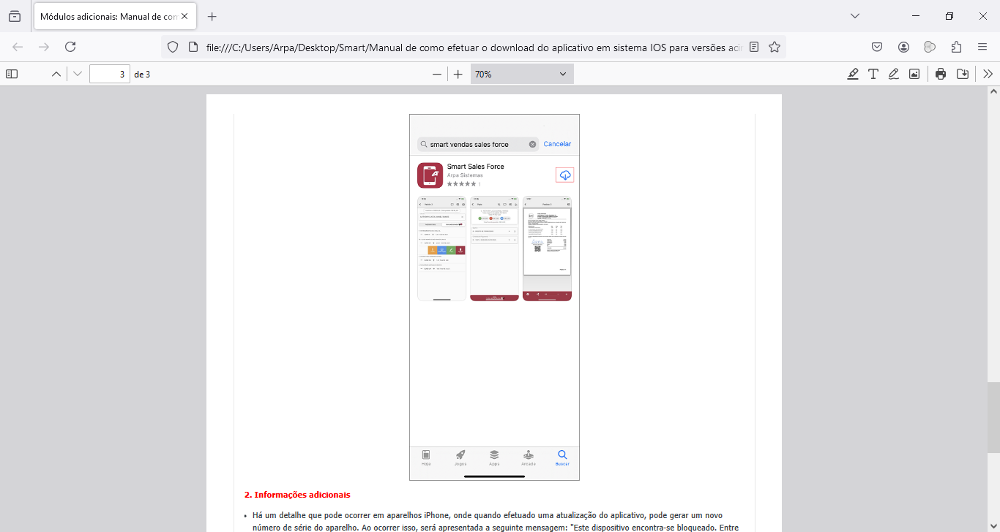 Módulos adicionais: Manual de con
file:///C:/Users/Arpa/Desktop/Smart/Manual de como efetuar o download do aplicativo em sistema IOS para versões acir
3 de 3
70%
smart vendas sales force
Cancelar
Smart Sales Force
Arpa Sistemas
1
Hoje Jogos Apps Arcade Buscar
2. Informações adicionais
• Há um detalhe que pode ocorrer em aparelhos iPhone, onde quando efetuado uma atualização do aplicativo, pode gerar um novo
número de série do aparelho. Ao ocorrer isso, será apresentada a seguinte mensagem: "Este dispositivo encontra-se bloqueado. Entre